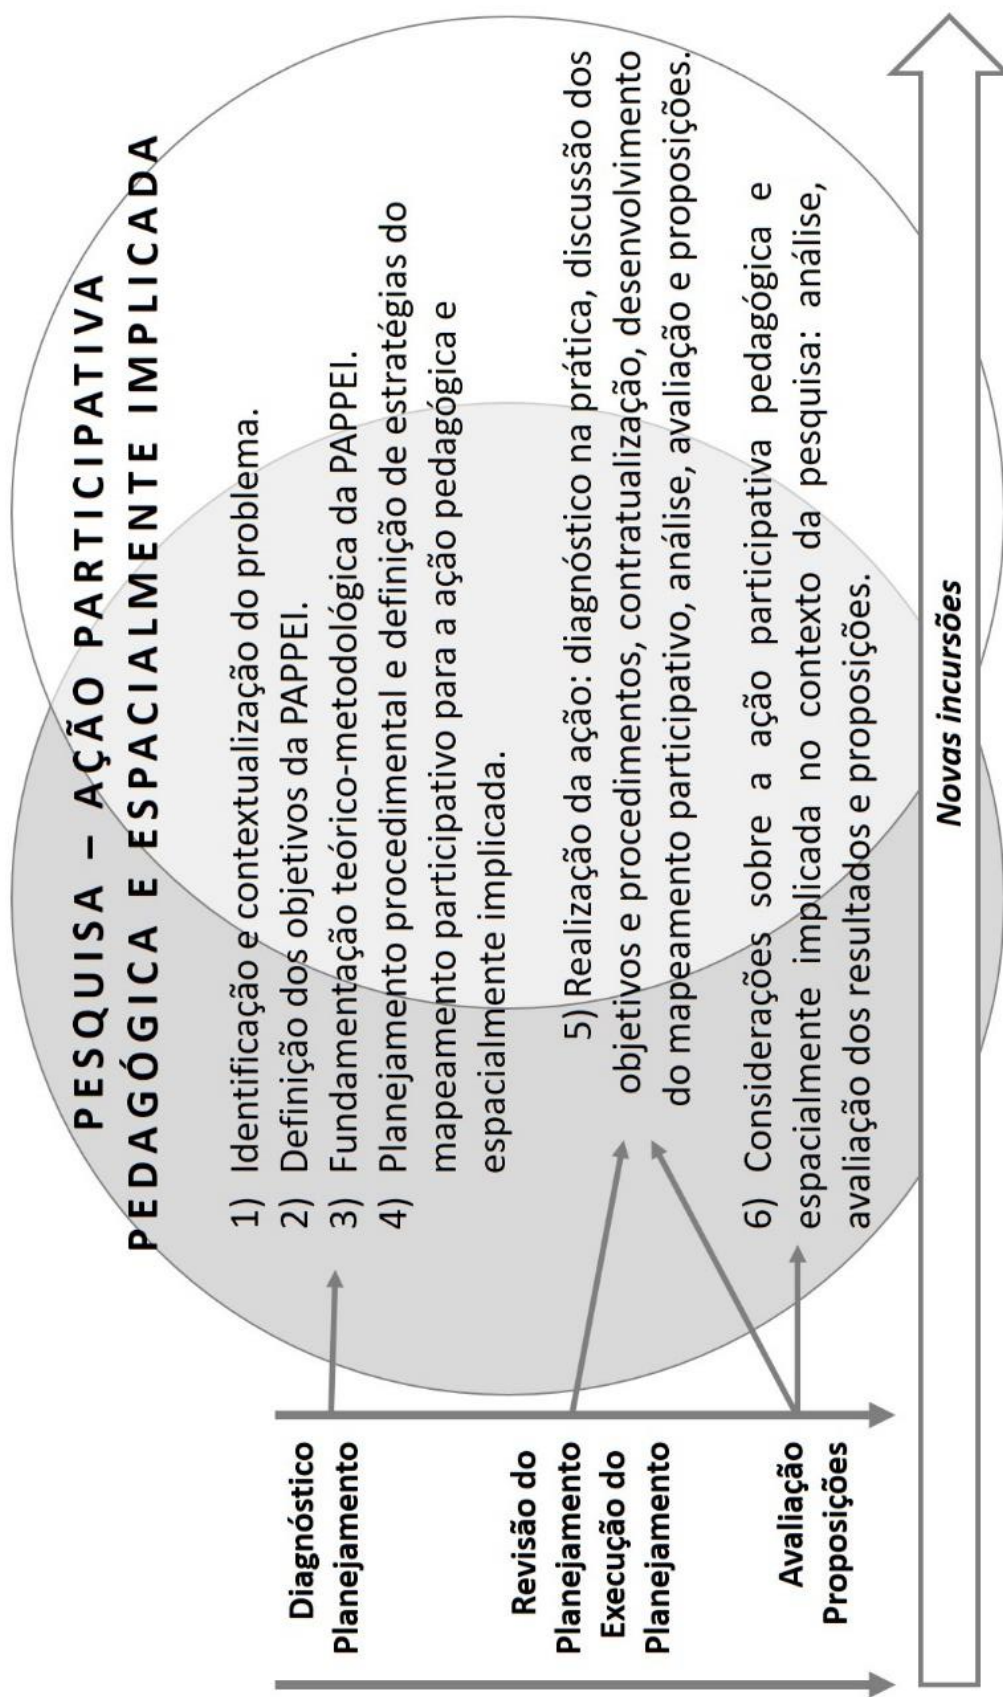 PESQUISA – AÇÃO PARTICIPATIVA
PEDAGÓGICA E ESPACIALMENTE IMPLICADA
Diagnóstico
Planejamento
1) Identificação e contextualização do problema.
2) Definição dos objetivos da PAPPEI.
3) Fundamentação teórico-metodológica da PAPPEI.
4) Planejamento procedimental e definição de estratégias do
mapeamento participativo para a ação pedagógica e
espacialmente implicada.
Revisão do
Planejamento
Execução do
Planejamento
5) Realização da ação: diagnóstico na prática, discussão dos
objetivos e procedimentos, contratualização, desenvolvimento
do mapeamento participativo, análise, avaliação e proposições.
Avaliação
Proposições
6) Considerações sobre a ação participativa pedagógica e
espacialmente implicada no contexto da pesquisa: análise,
avaliação dos resultados e proposições.
Novas incursões